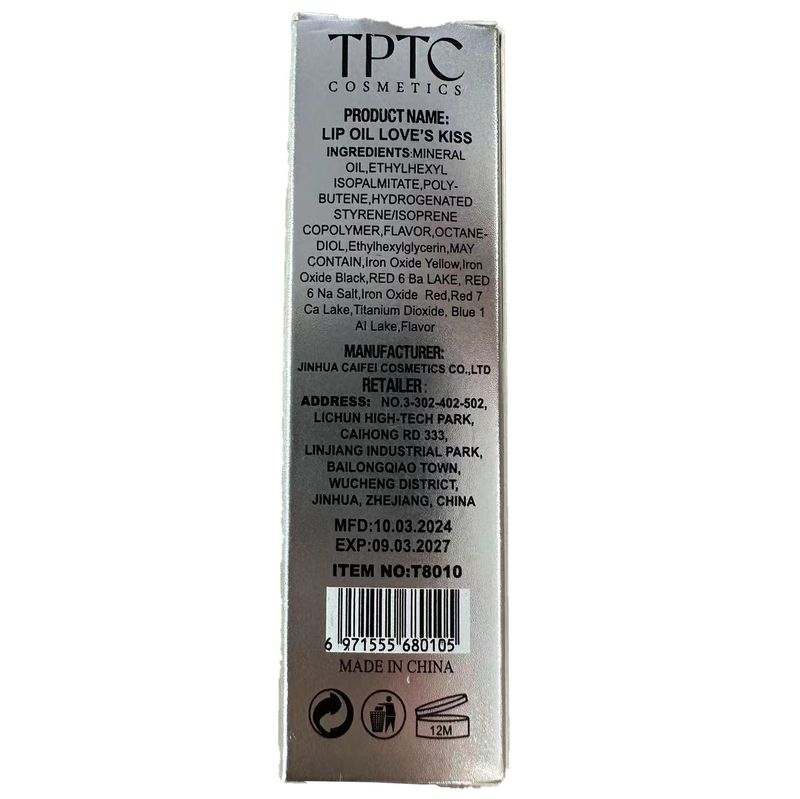 TPTC
COSMETICS
PRODUCT NAME:
LIP OIL LOVE'S KISS
INGREDIENTS:MINERAL
OIL,ETHYLHEXYL
ISOPALMITATE,POLY-
BUTENE,HYDROGENATED
STYRENE/ISOPRENE
COPOLYMER,FLAVOR,OCTANE-
DIOL,Ethylhexylglycerin,MAY
CONTAIN,Iron Oxide Yellow,Iron
Oxide Black,RED 6 Ba LAKE, RED
6 Na Salt,Iron Oxide Red,Red 7
Ca Lake,Titanium Dioxide, Blue 1
Al Lake,Flavor
MANUFACTURER:
JINHUA CAIFEI COSMETICS CO.,LTD
RETAILER:
ADDRESS: NO.3-302-402-502,
LICHUN HIGH-TECH PARK,
CAIHONG RD 333,
LINJIANG INDUSTRIAL PARK,
BAILONGQIAO TOWN,
WUCHENG DISTRICT,
JINHUA, ZHEJIANG, CHINA
MFD:10.03.2024
EXP:09.03.2027
ITEM NO:T8010
6 971555 680105
MADE IN CHINA
12M